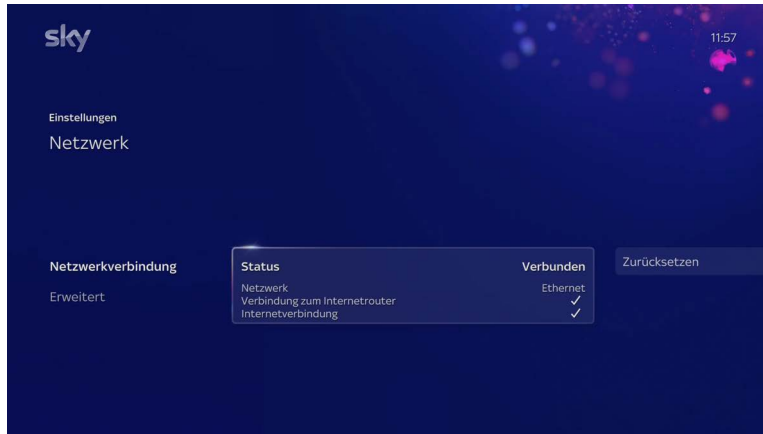 sky
11:57
Einstellungen
Netzwerk
Netzwerkverbindung
Erweitert
Status Verbunden
Netzwerk Ethernet
Verbindung zum Internetrouter ✓
Internetverbindung ✓
Zurücksetzen